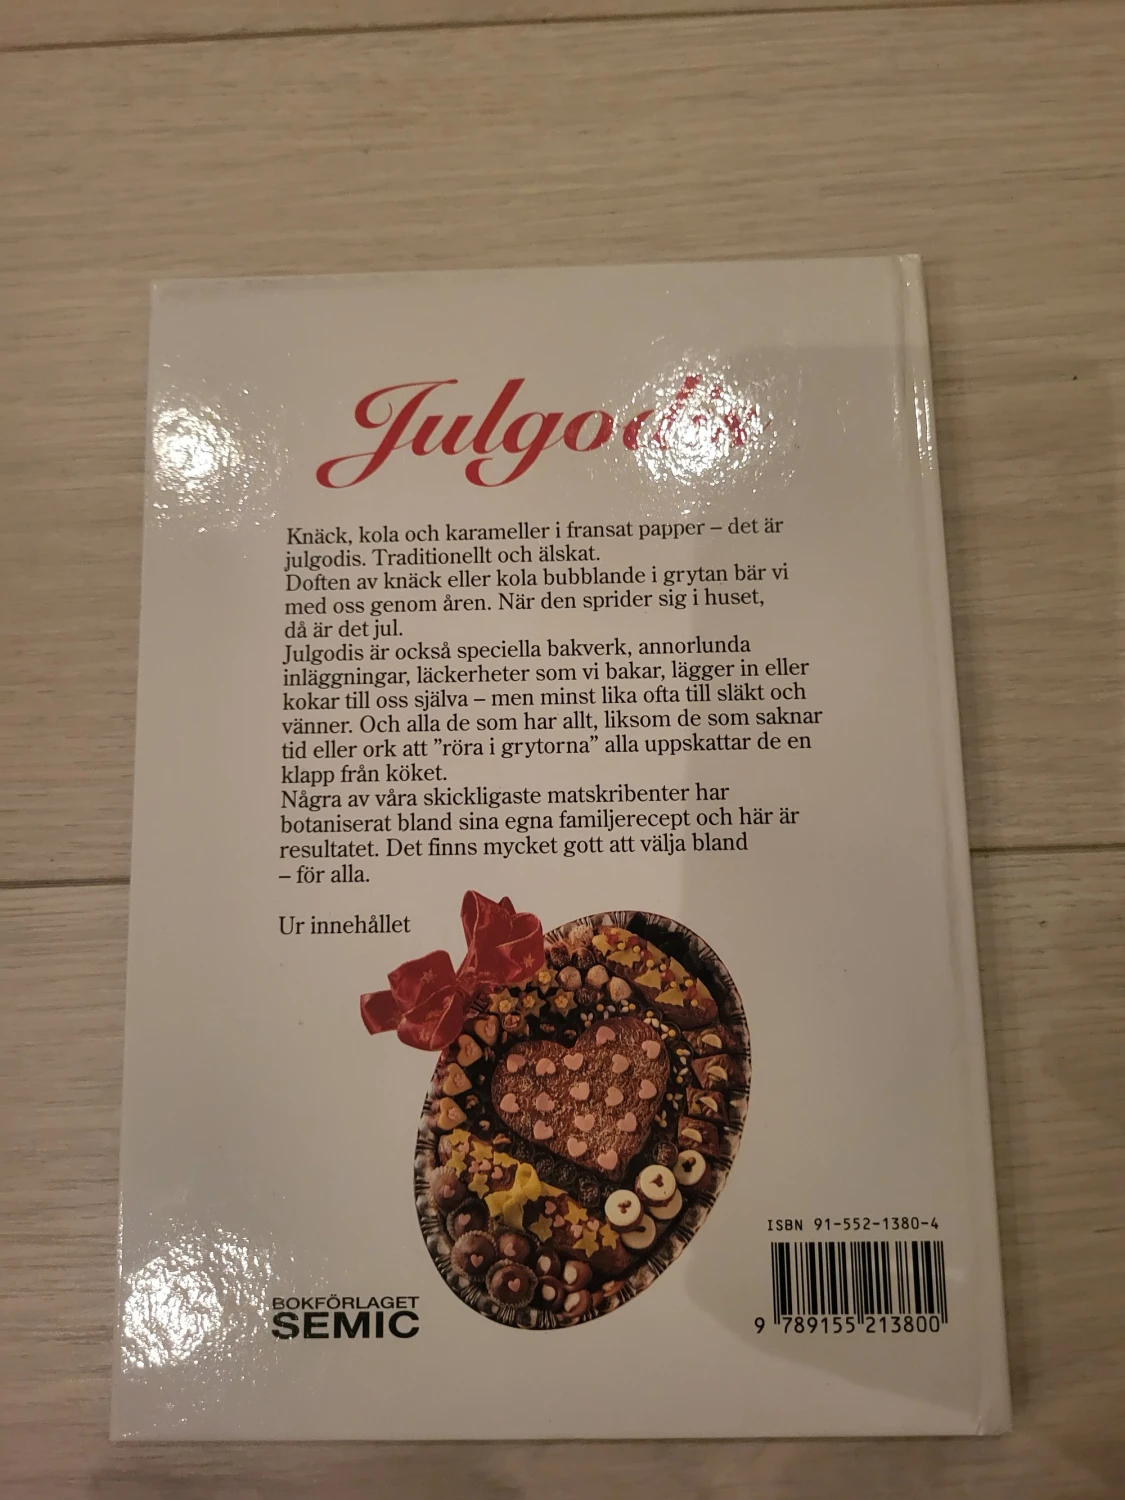 Julgodis
Knäck, kola och karameller i fransat papper – det är
julgodis. Traditionellt och älskat.
Doften av knäck eller kola bubblande i grytan bär vi
med oss genom åren. När den sprider sig i huset,
då är det jul.
Julgodis är också speciella bakverk, annorlunda
inläggningar, läckerheter som vi bakar, lägger in eller
kokar till oss själva – men minst lika ofta till släkt och
vänner. Och alla de som har allt, liksom de som saknar
tid eller ork att ”röra i grytorna” alla uppskattar de en
klapp från köket.
Några av våra skickligaste matskribenter har
botaniserat bland sina egna familjerecept och här är
resultatet. Det finns mycket gott att välja bland
– för alla.
Ur innehållet
ISBN 91-552-1380-4
9 789155 213800
BOKFÖRLAGET
SEMIC